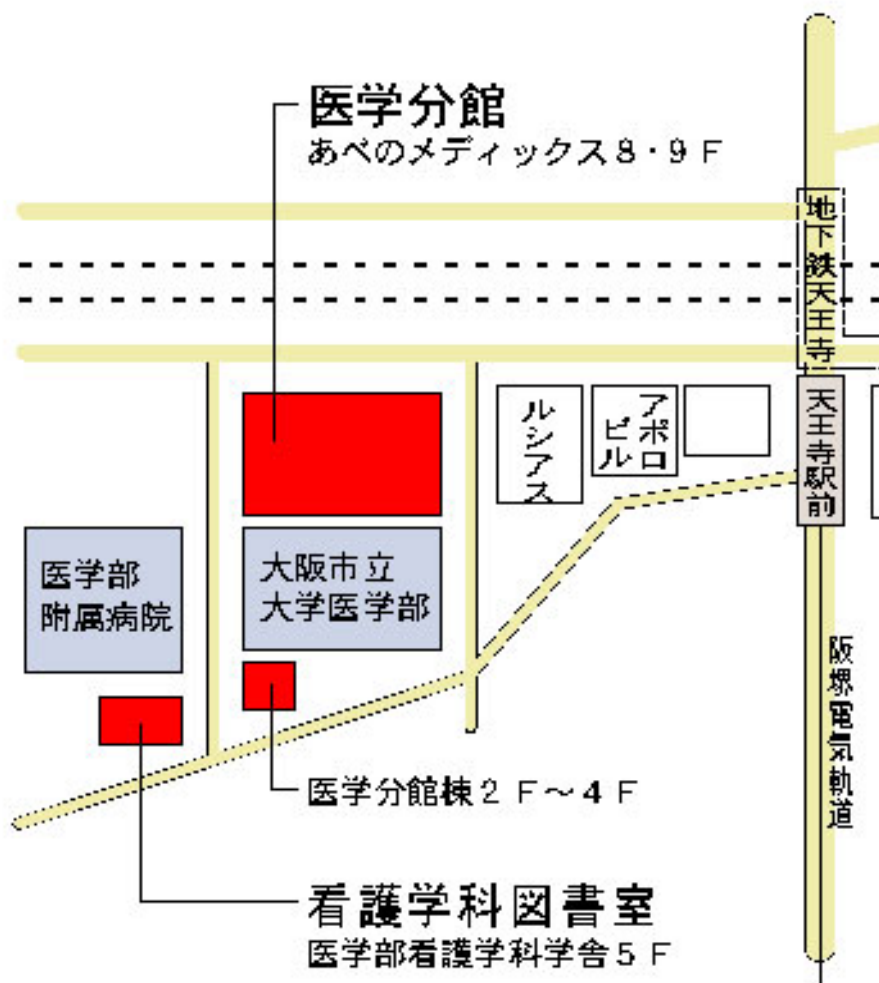 医学分館
あべのメディックス８・９Ｆ
地下鉄天王寺
天王寺駅前
ルシアス
アポロ
ビル
医学部
附属病院
大阪市立
大学医学部
阪堺電気軌道
医学分館棟２Ｆ～４Ｆ
看護学科図書室
医学部看護学科学舎５Ｆ